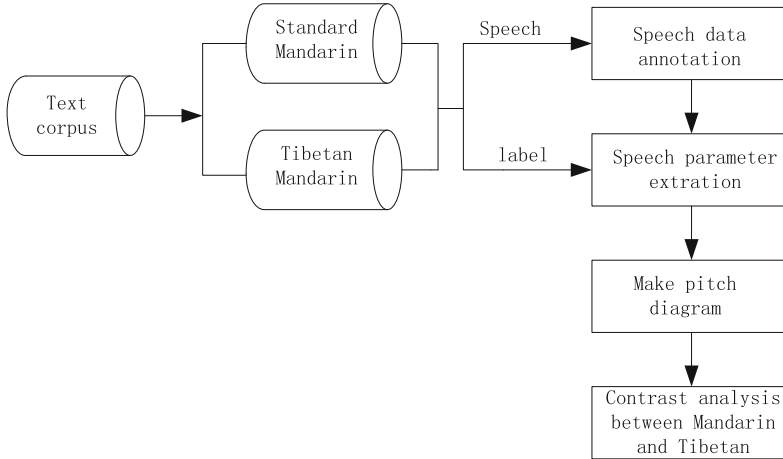 Text
corpus
Standard
Mandarin
Tibetan
Mandarin
Speech
label
Speech data
annotation
Speech parameter
extration
Make pitch
diagram
Contrast analysis
between Mandarin
and Tibetan